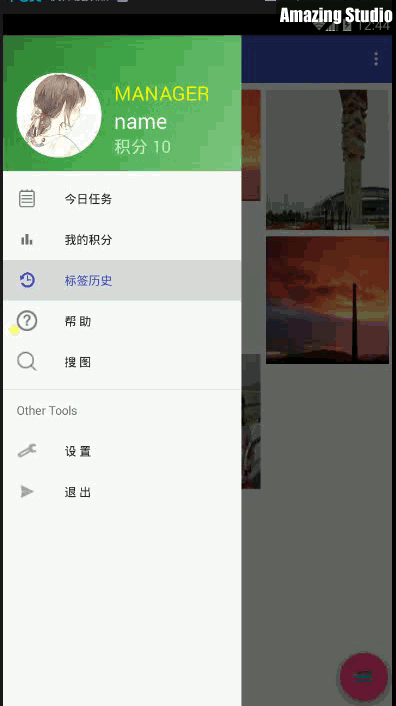 Amazing Studio
12:44
MANAGER
name
积分 10
今日任务
我的积分
标签历史
帮 助
搜 图
Other Tools
设 置
退 出